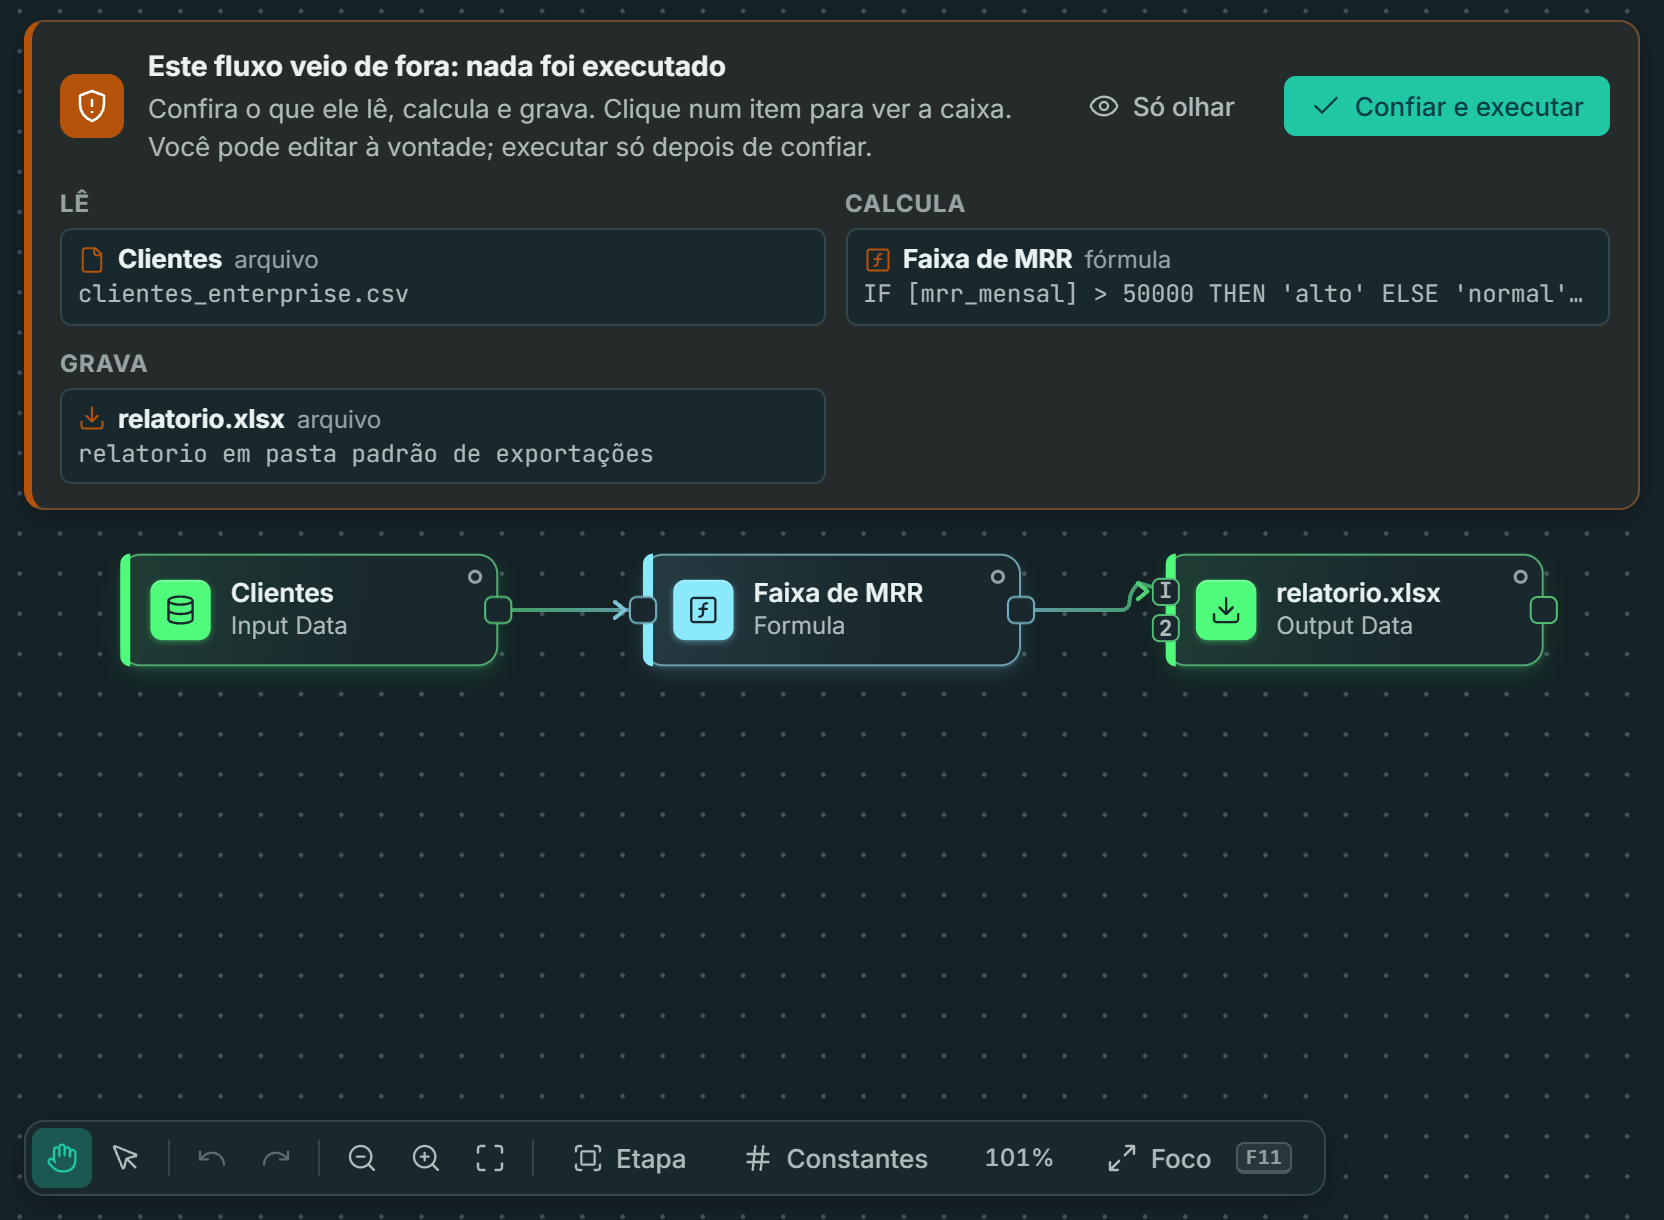 Este fluxo veio de fora: nada foi executado
Confira o que ele lê, calcula e grava. Clique num item para ver a caixa.
Você pode editar à vontade; executar só depois de confiar.
Só olhar
Confiar e executar
LÊ
Clientes arquivo
clientes_enterprise.csv
CALCULA
Faixa de MRR fórmula
IF [mrr_mensal] > 50000 THEN 'alto' ELSE 'normal'…
GRAVA
relatorio.xlsx arquivo
relatorio em pasta padrão de exportações
Clientes
Input Data
Faixa de MRR
Formula
1
2
relatorio.xlsx
Output Data
Etapa
Constantes
101%
Foco F11